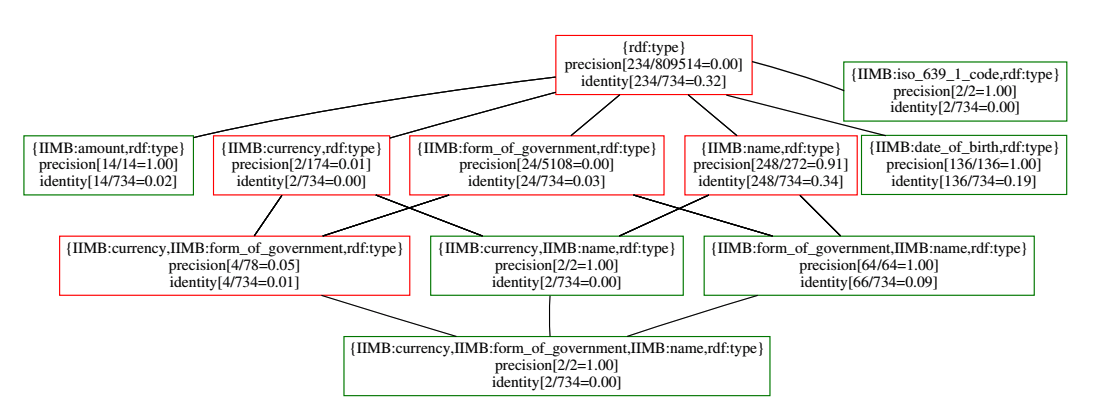 {rdf:type}
precision[234/809514=0.00]
identity[234/734=0.32]
{IIMB:iso_639_1_code,rdf:type}
precision[2/2=1.00]
identity[2/734=0.00]
{IIMB:amount,rdf:type}
precision[14/14=1.00]
identity[14/734=0.02]
{IIMB:currency,rdf:type}
precision[2/174=0.01]
identity[2/734=0.00]
{IIMB:form_of_government,rdf:type}
precision[24/5108=0.00]
identity[24/734=0.03]
{IIMB:name,rdf:type}
precision[248/272=0.91]
identity[248/734=0.34]
{IIMB:date_of_birth,rdf:type}
precision[136/136=1.00]
identity[136/734=0.19]
{IIMB:currency,IIMB:form_of_government,rdf:type}
precision[4/78=0.05]
identity[4/734=0.01]
{IIMB:currency,IIMB:name,rdf:type}
precision[2/2=1.00]
identity[2/734=0.00]
{IIMB:form_of_government,IIMB:name,rdf:type}
precision[64/64=1.00]
identity[66/734=0.09]
{IIMB:currency,IIMB:form_of_government,IIMB:name,rdf:type}
precision[2/2=1.00]
identity[2/734=0.00]